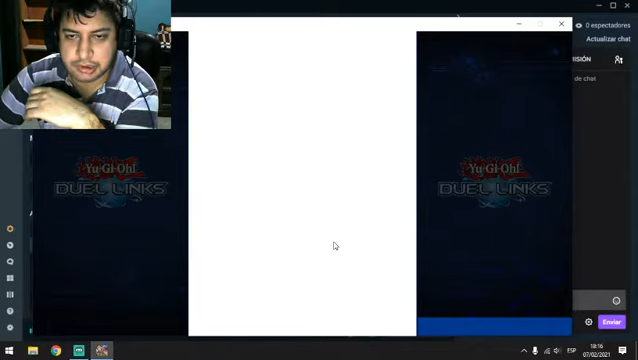 0 espectadores
Actualizar chat
ISIÓN
de chat
Yu-Gi-Oh!
DUEL LINKS
Yu-Gi-Oh!
DUEL LINKS
Enviar
ESP
18:16
07/02/2021